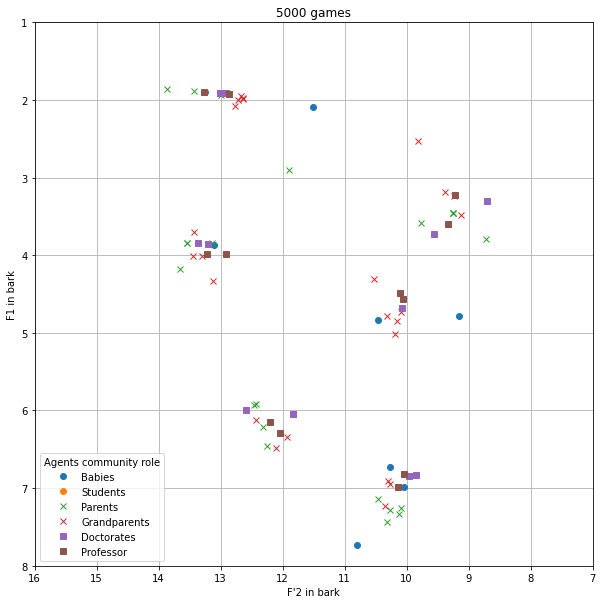 5000 games
1
2
3
4
5
6
7
8
F1 in bark
Agents community role
Babies
Students
Parents
Grandparents
Doctorates
Professor
16 15 14 13 12 11 10 9 8 7
F'2 in bark